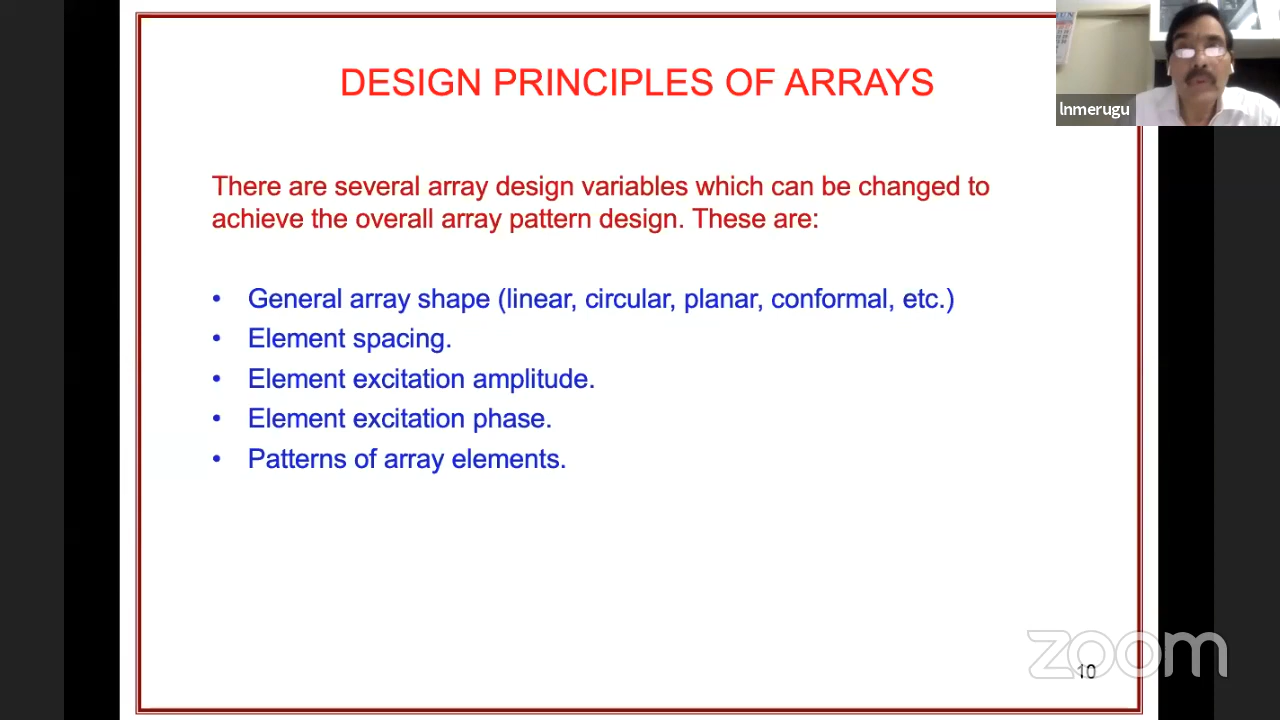 DESIGN PRINCIPLES OF ARRAYS
lnmerugu
There are several array design variables which can be changed to
achieve the overall array pattern design. These are:
• General array shape (linear, circular, planar, conformal, etc.)
• Element spacing.
• Element excitation amplitude.
• Element excitation phase.
• Patterns of array elements.
zoom
10